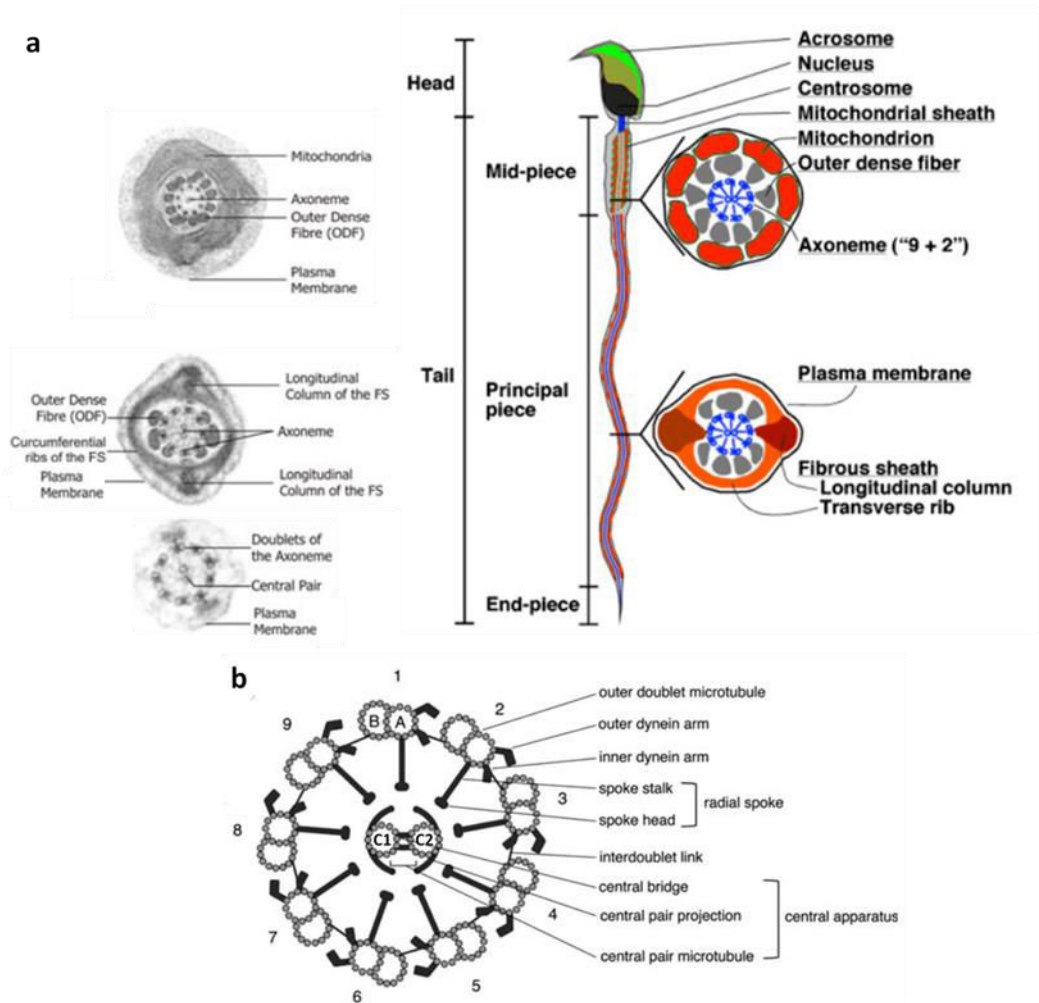 a
Mitochondria
Axoneme
Outer Dense
Fibre (ODF)
Plasma
Membrane
Outer Dense
Fibre (ODF)
Curcumferential
ribs of the FS
Plasma
Membrane
Longitudinal
Column of the FS
Axoneme
Longitudinal
Column of the FS
Doublets of
the Axoneme
Central Pair
Plasma
Membrane
Head
Mid-piece
Tail
Principal
piece
End-piece
Acrosome
Nucleus
Centrosome
Mitochondrial sheath
Mitochondrion
Outer dense fiber
Axoneme (“9 + 2”)
Plasma membrane
Fibrous sheath
Longitudinal column
Transverse rib
b
1
2
3
4
5
6
7
8
9
B
A
C1
C2
outer doublet microtubule
outer dynein arm
inner dynein arm
spoke stalk
radial spoke
spoke head
interdoublet link
central bridge
central pair projection
central apparatus
central pair microtubule